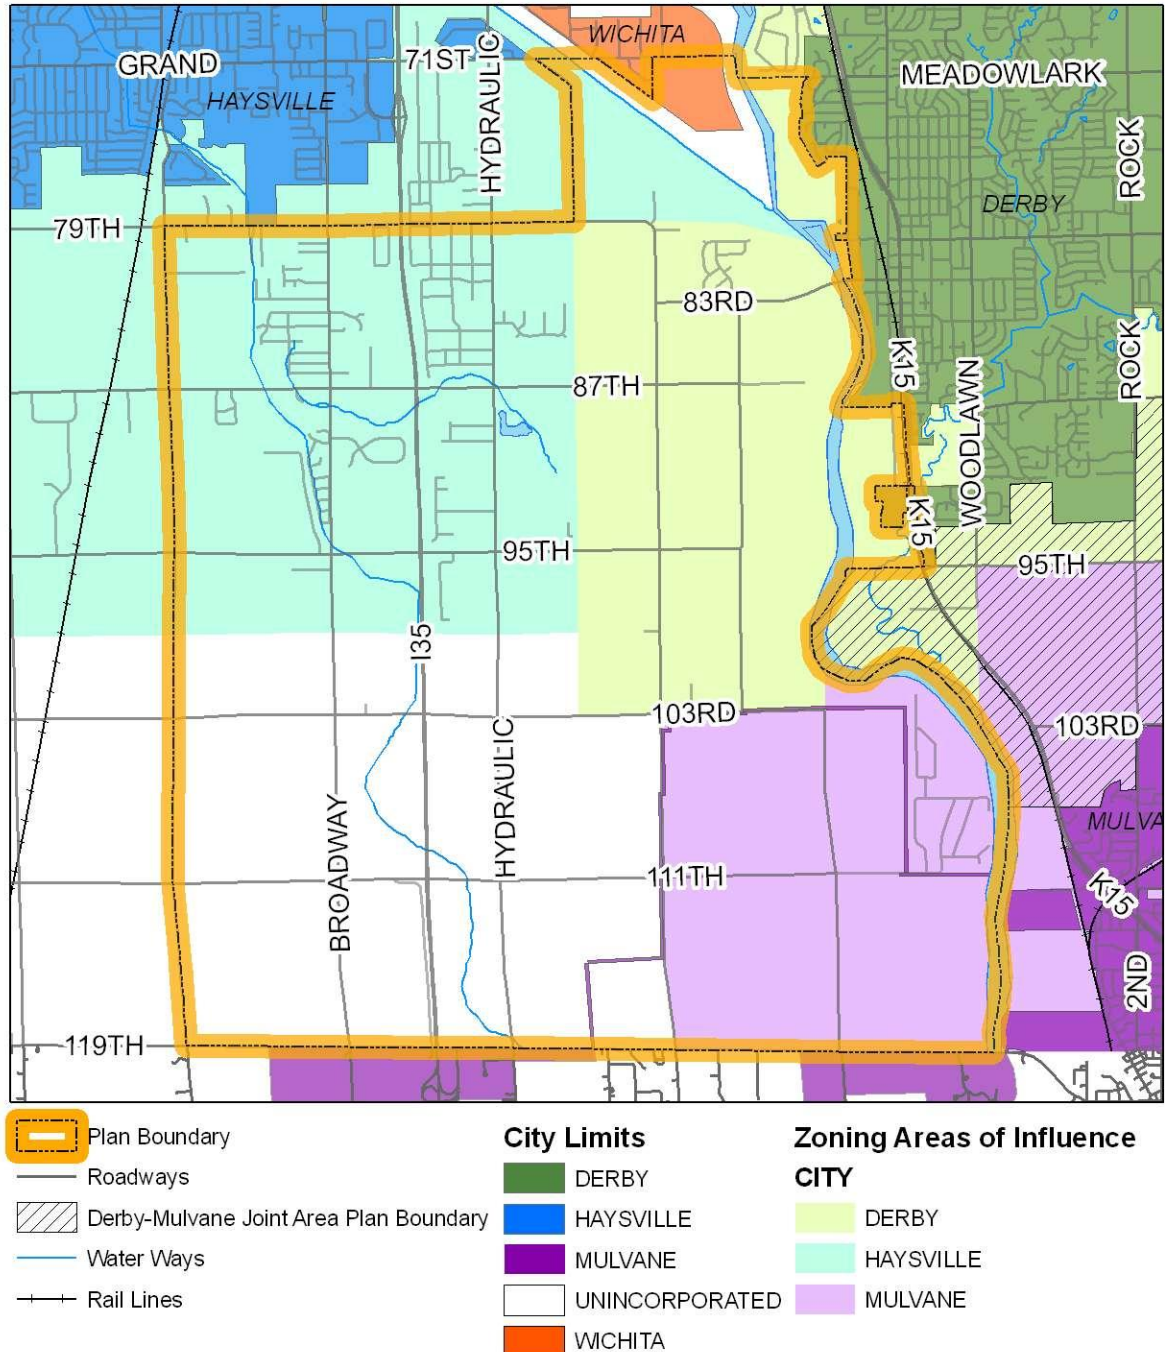 WICHITA
GRAND
71ST
HYDRAULIC
MEADOWLARK
HAYSVILLE
ROCK
DERBY
79TH
83RD
K15
ROCK
WOODLAWN
87TH
K15
95TH
95TH
I35
103RD
103RD
HYDRAULIC
BROADWAY
MULVA
111TH
K15
2ND
119TH
Plan Boundary
Roadways
Derby-Mulvane Joint Area Plan Boundary
Water Ways
Rail Lines
City Limits
DERBY
HAYSVILLE
MULVANE
UNINCORPORATED
WICHITA
Zoning Areas of Influence
CITY
DERBY
HAYSVILLE
MULVANE